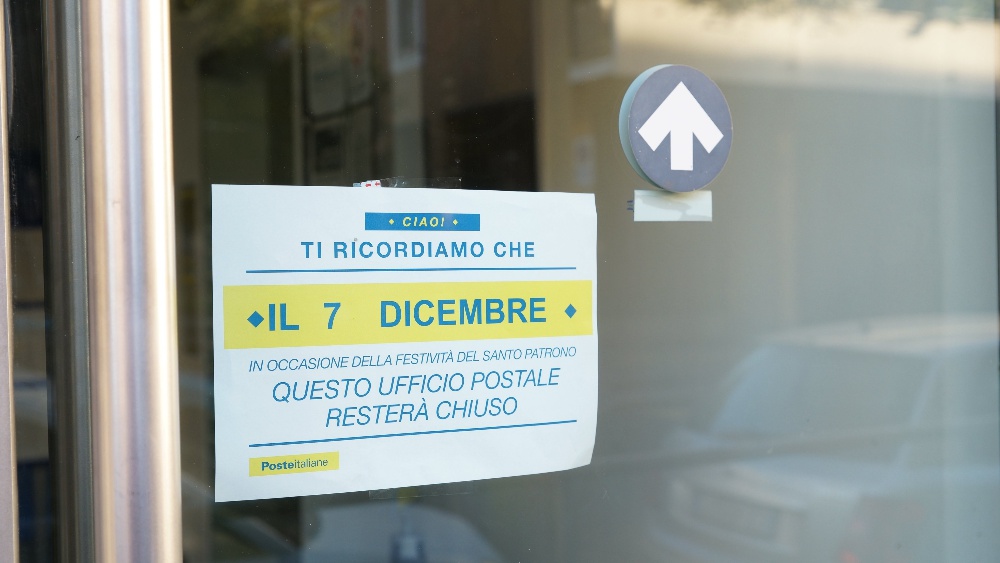 CIAO!
TI RICORDIAMO CHE
IL 7 DICEMBRE
IN OCCASIONE DELLA FESTIVITÀ DEL SANTO PATRONO
QUESTO UFFICIO POSTALE
RESTERÀ CHIUSO
Posteitaliane